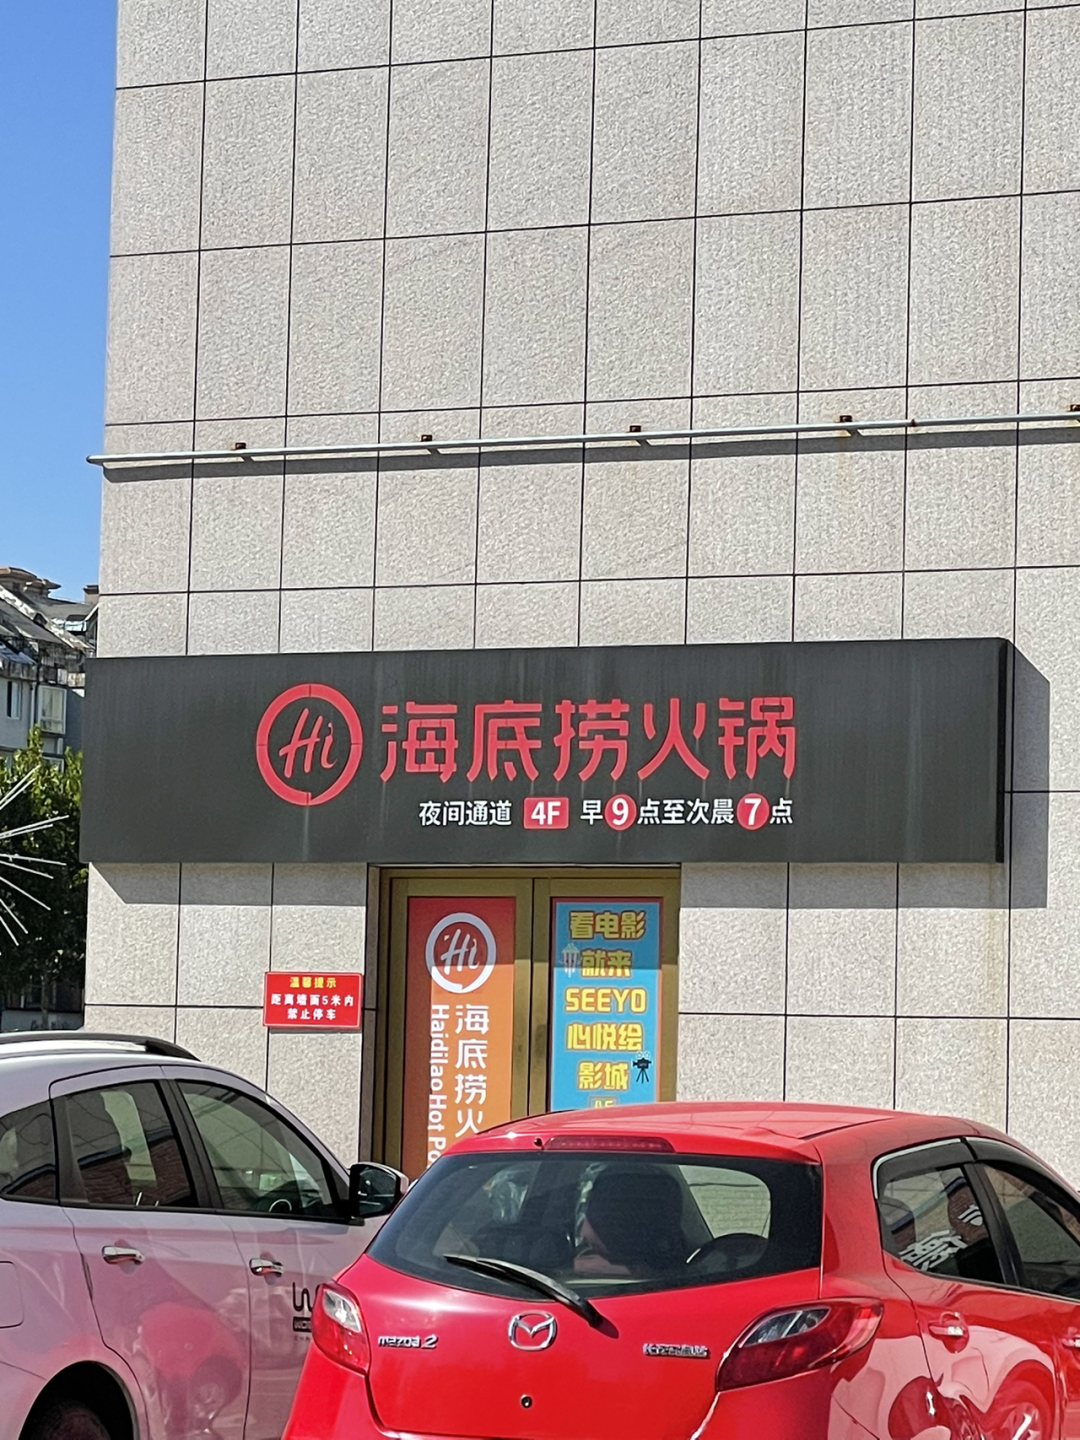 Hi 海底捞火锅
夜间通道 4F 早9点至次晨7点
Hi
海底捞火
Haidilao Hot Po
看电影
就来
SEEYO
心悦绘
影城
温馨提示
距离墙面5米内
禁止停车
mazda 2